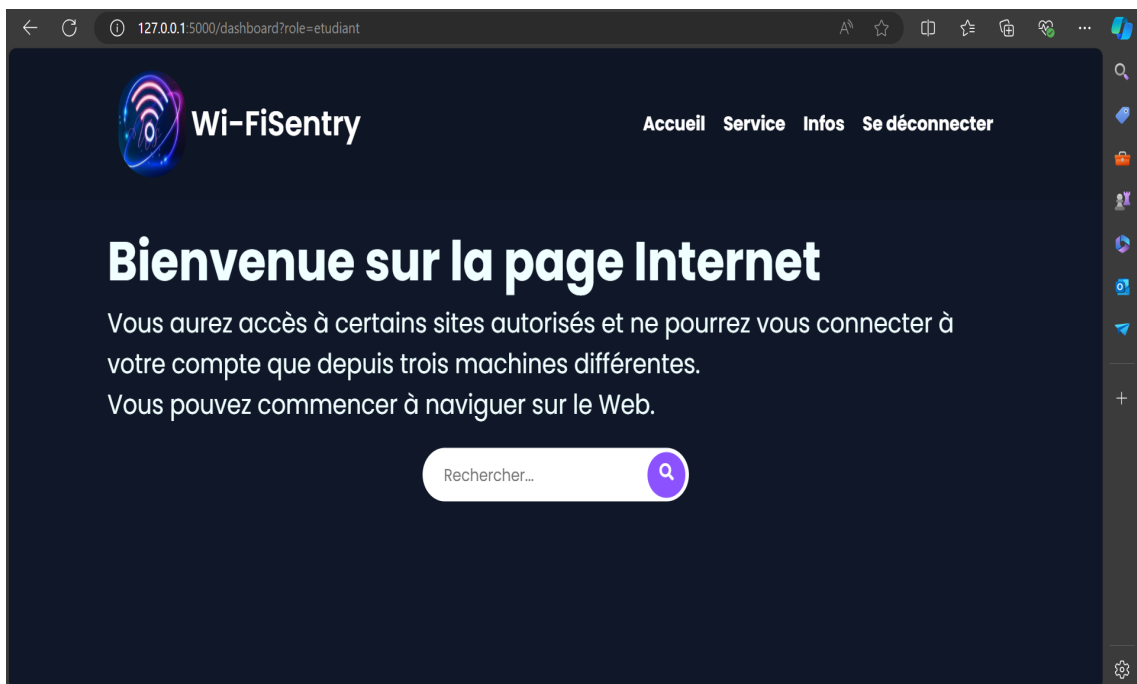 127.0.0.1:5000/dashboard?role=etudiant
Wi-FiSentry
Accueil Service Infos Se déconnecter
Bienvenue sur la page Internet
Vous aurez accès à certains sites autorisés et ne pourrez vous connecter à
votre compte que depuis trois machines différentes.
Vous pouvez commencer à naviguer sur le Web.
Rechercher...